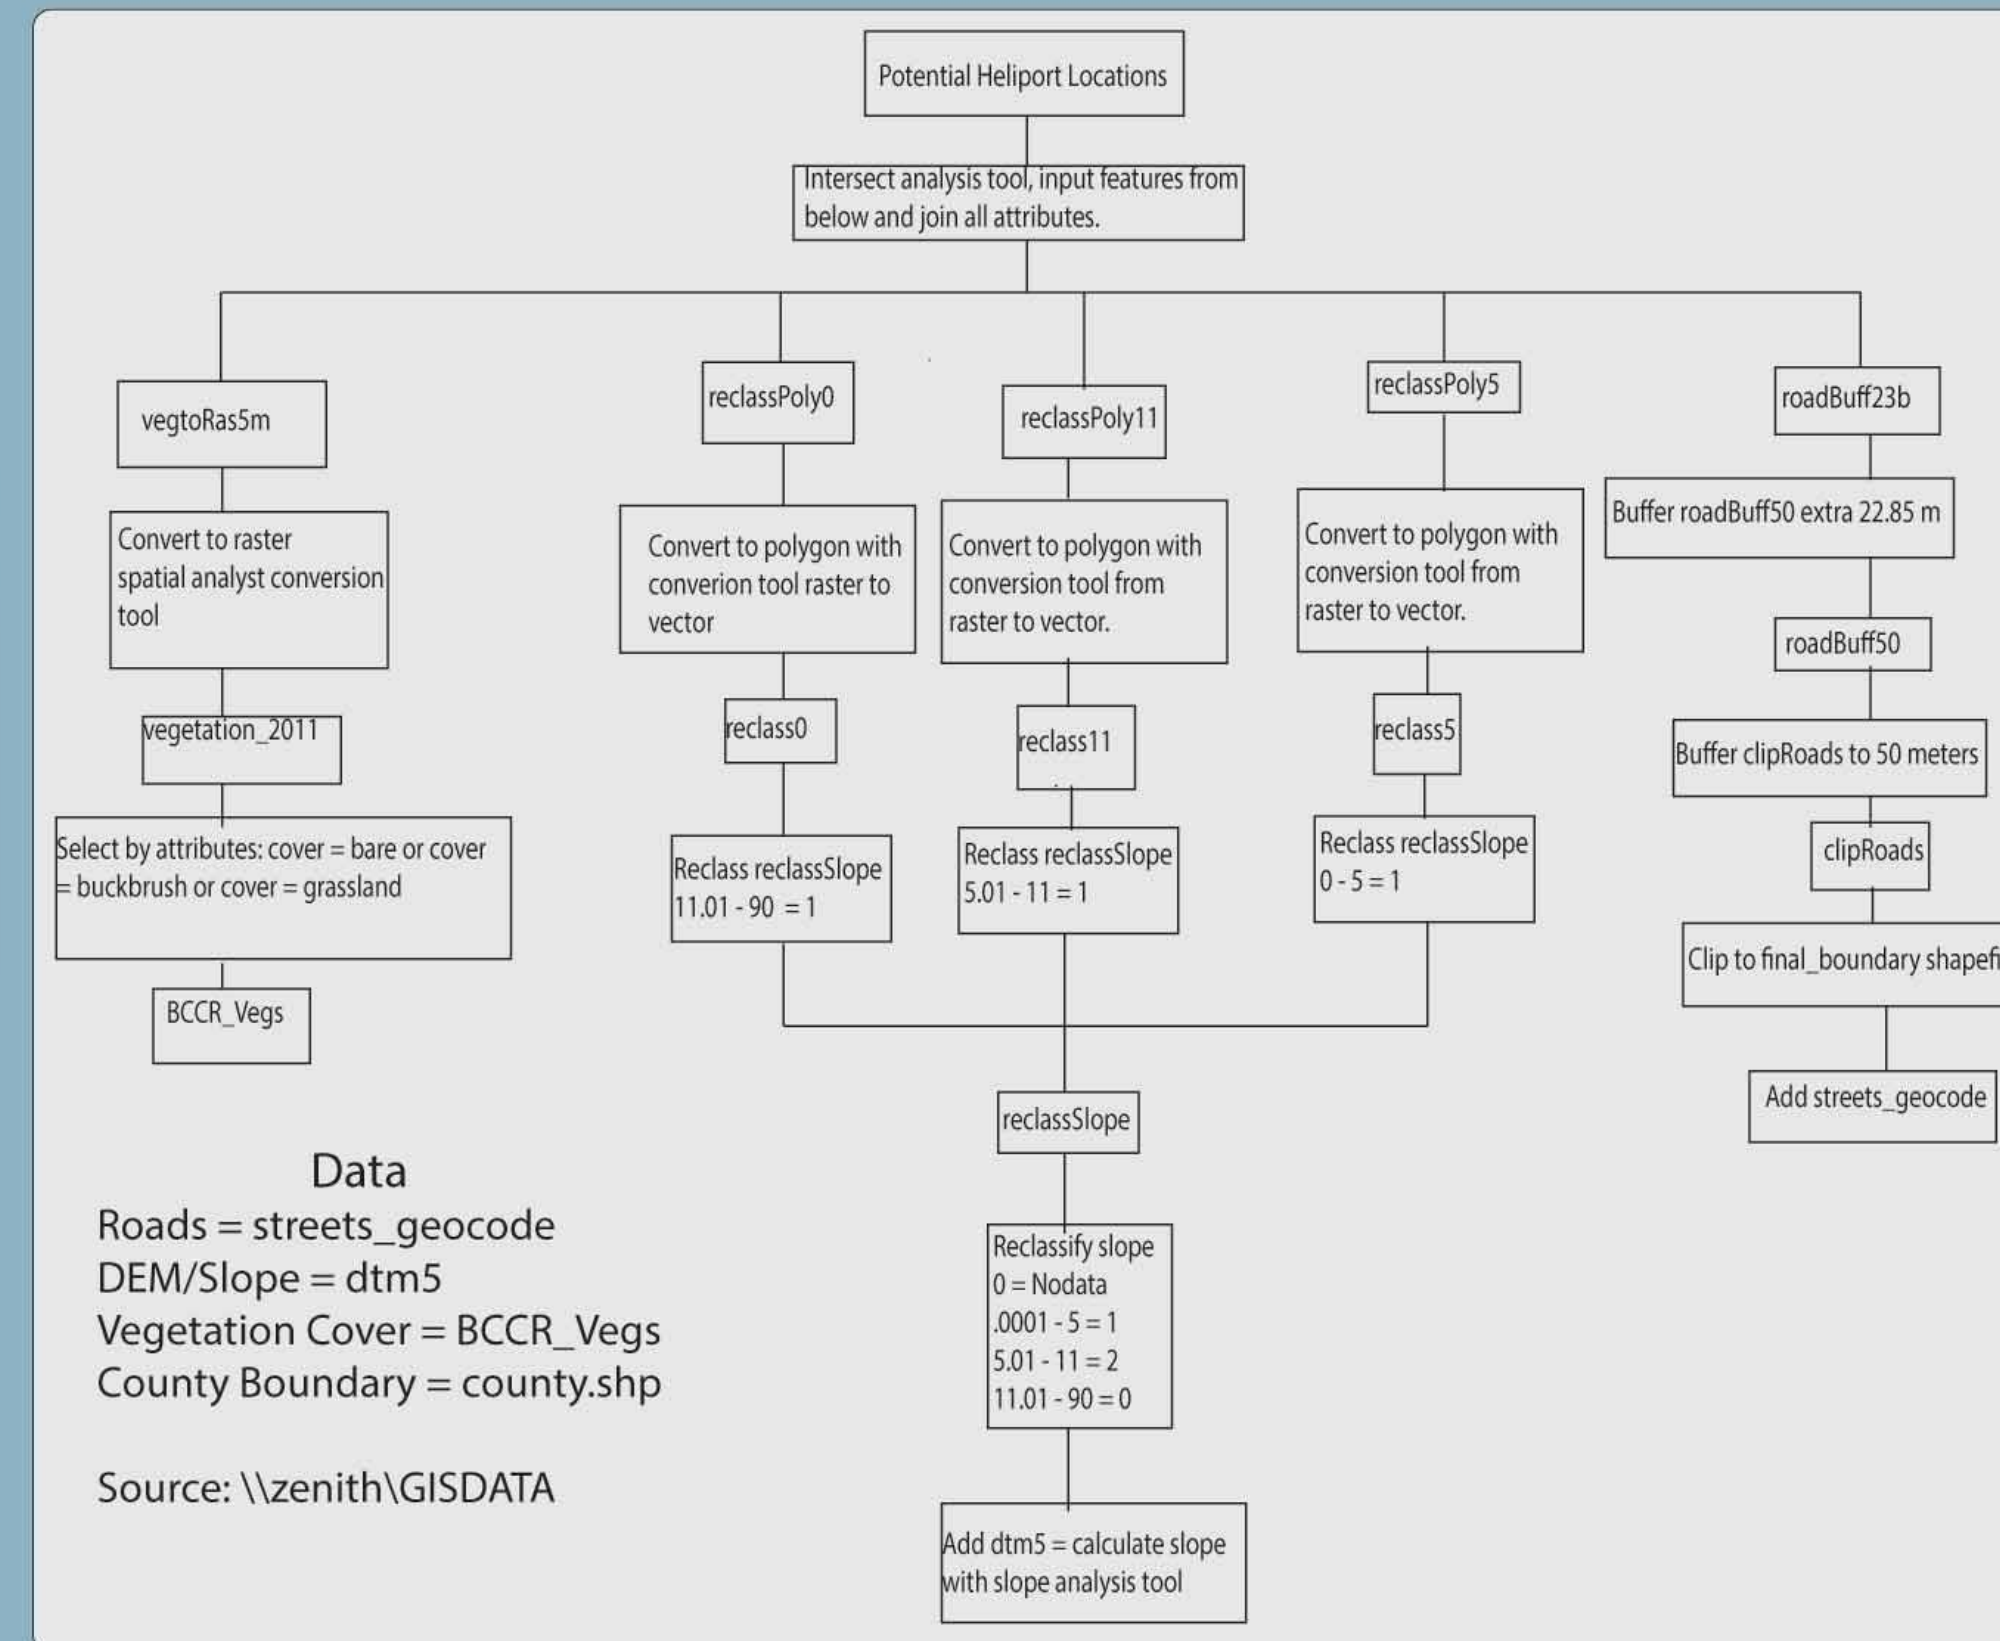 Potential Heliport Locations
Intersect analysis tool, input features from
below and join all attributes.
vegtoRas5m
Convert to raster
spatial analyst conversion
tool
vegetation_2011
Select by attributes: cover = bare or cover
= buckbrush or cover = grassland
BCCR_Vegs
reclassPoly0
Convert to polygon with
converion tool raster to
vector
reclass0
Reclass reclassSlope
11.01 - 90 = 1
reclassPoly11
Convert to polygon with
conversion tool from
raster to vector.
reclass11
Reclass reclassSlope
5.01 - 11 = 1
reclassPoly5
Convert to polygon with
conversion tool from
raster to vector.
reclass5
Reclass reclassSlope
0 - 5 = 1
roadBuff23b
Buffer roadBuff50 extra 22.85 m
roadBuff50
Buffer clipRoads to 50 meters
clipRoads
Clip to final_boundary
Add streets_geocode
reclassSlope
Reclassify slope
0 = Nodata
.0001 - 5 = 1
5.01 - 11 = 2
11.01 - 90 = 0
Add dtm5 = calculate slope
with slope analysis tool
Data
Roads = streets_geocode
DEM/Slope = dtm5
Vegetation Cover = BCCR_Vegs
County Boundary = county.shp
Source: \\zenith\GISDATA